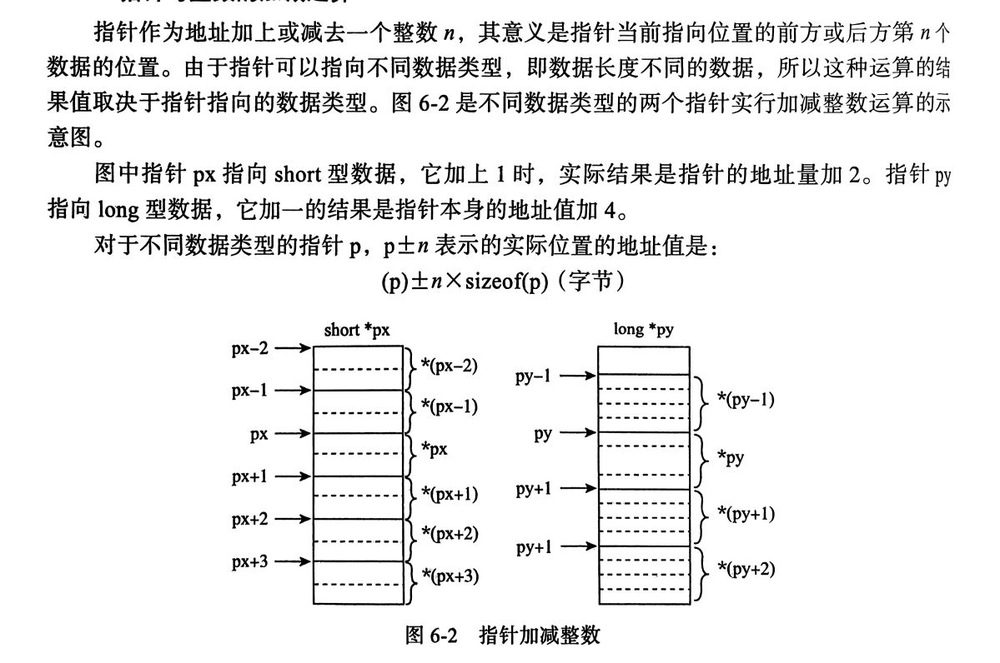 指针作为地址加上或减去一个整数 n，其意义是指针当前指向位置的前方或后方第 n 个
数据的位置。由于指针可以指向不同数据类型，即数据长度不同的数据，所以这种运算的结
果值取决于指针指向的数据类型。图 6-2 是不同数据类型的两个指针实行加减整数运算的示
意图。
图中指针 px 指向 short 型数据，它加上 1 时，实际结果是指针的地址量加 2。指针 py
指向 long 型数据，它加一的结果是指针本身的地址值加 4。
对于不同数据类型的指针 p，p±n 表示的实际位置的地址值是：
(p)±n×sizeof(p)（字节）
short *px
px-2
*(px-2)
px-1
*(px-1)
px
*px
px+1
*(px+1)
px+2
*(px+2)
px+3
*(px+3)
long *py
py-1
*(py-1)
py
*py
py+1
*(py+1)
py+1
*(py+2)
图 6-2 指针加减整数